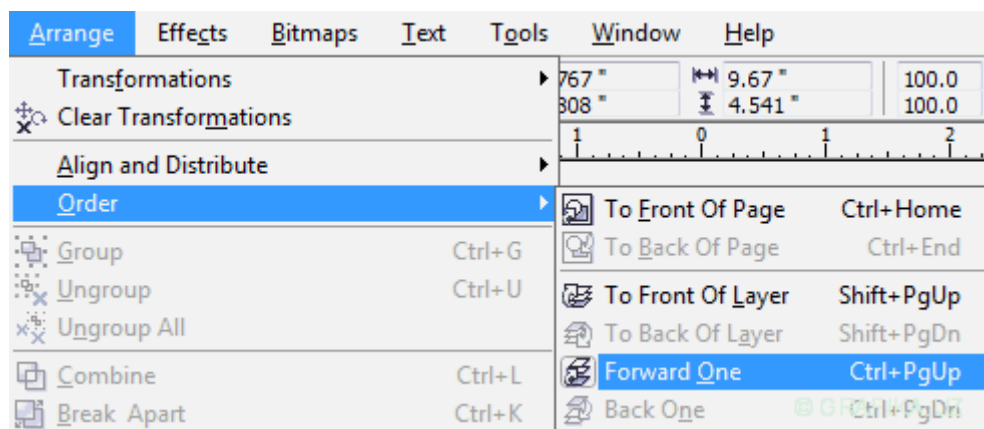 Arrange Effects Bitmaps Text Tools Window Help
Transformations
Clear Transformations
Align and Distribute
Order
Group Ctrl+G
Ungroup Ctrl+U
Ungroup All
Combine Ctrl+L
Break Apart Ctrl+K
767 " 9.67 " 100.0
808 " 4.541 " 100.0
1 0 1 2
To Front Of Page Ctrl+Home
To Back Of Page Ctrl+End
To Front Of Layer Shift+PgUp
To Back Of Layer Shift+PgDn
Forward One Ctrl+PgUp
Back One Ctrl+PgDn